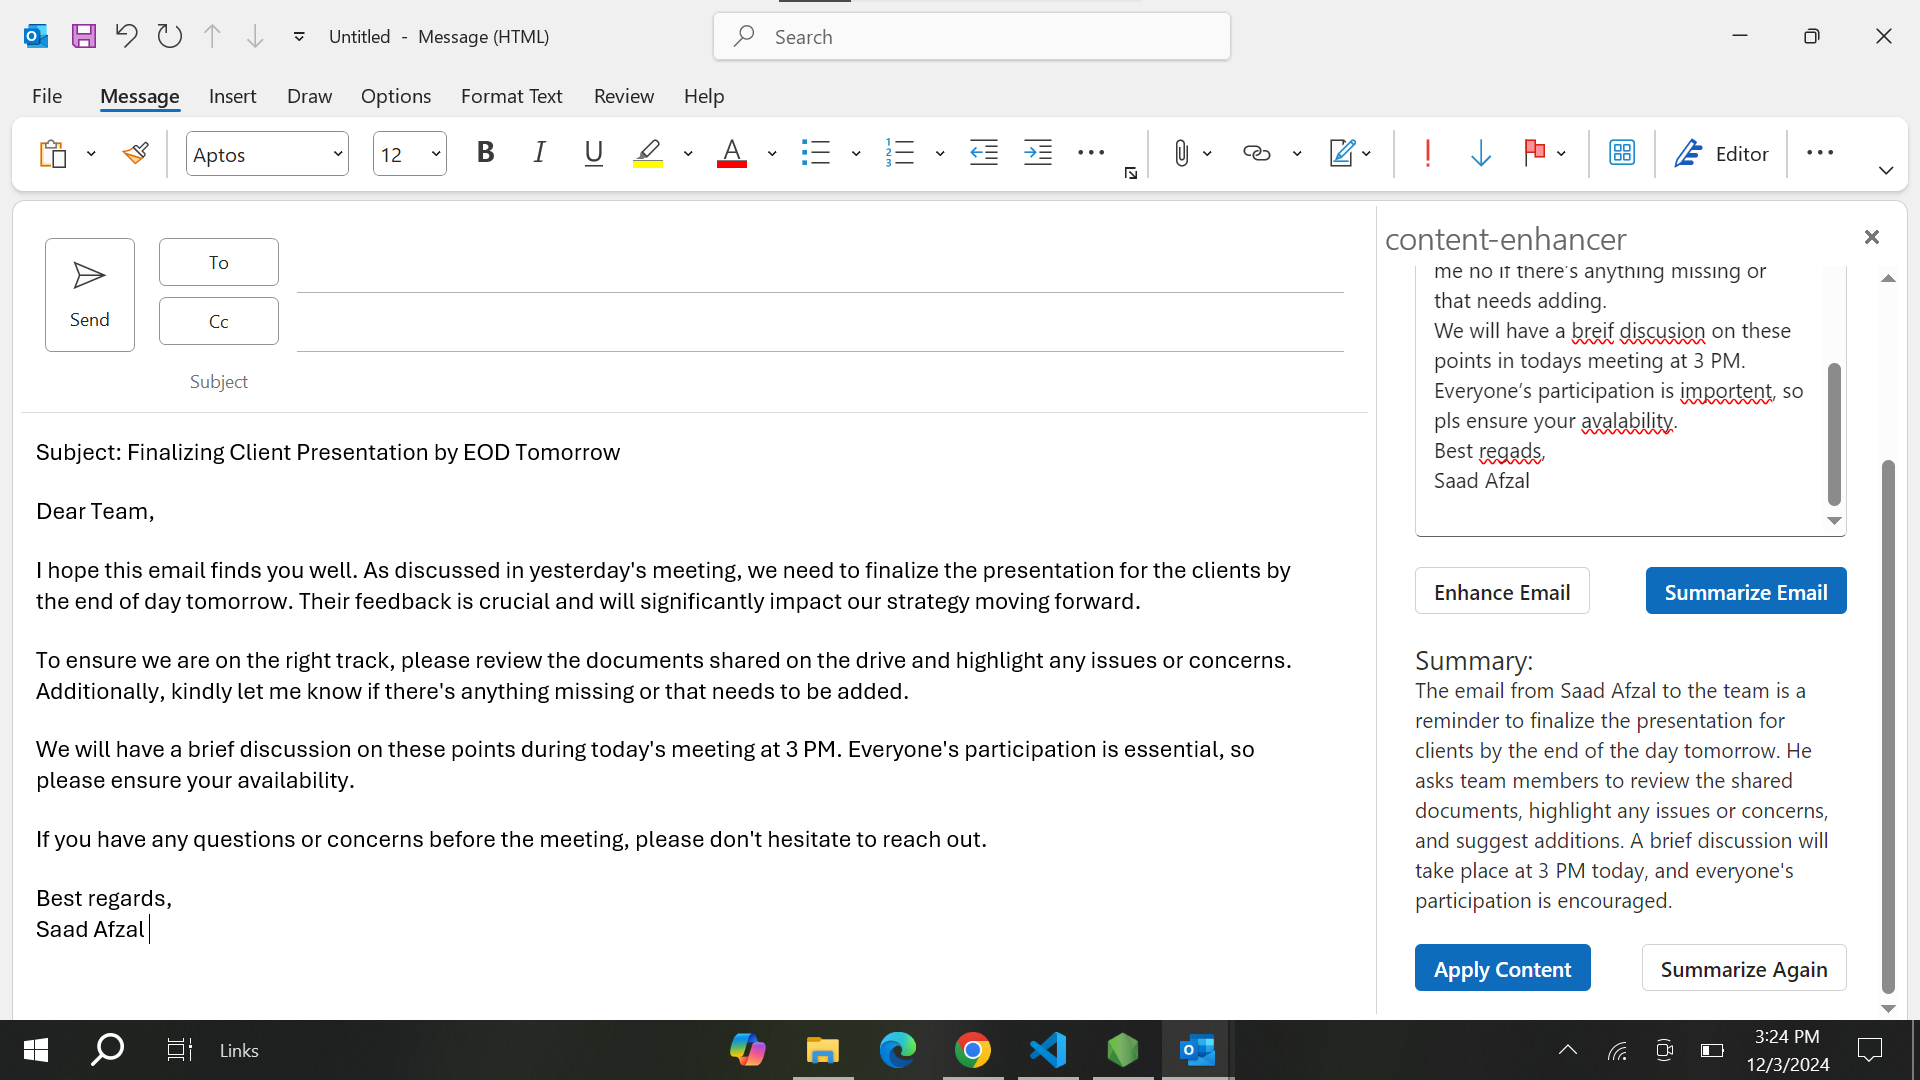 Untitled - Message (HTML)
Search
File Message Insert Draw Options Format Text Review Help
Aptos 12 B I U A Editor
Send
To
Cc
Subject
Subject: Finalizing Client Presentation by EOD Tomorrow
Dear Team,
I hope this email finds you well. As discussed in yesterday's meeting, we need to finalize the presentation for the clients by
the end of day tomorrow. Their feedback is crucial and will significantly impact our strategy moving forward.
To ensure we are on the right track, please review the documents shared on the drive and highlight any issues or concerns.
Additionally, kindly let me know if there's anything missing or that needs to be added.
We will have a brief discussion on these points during today's meeting at 3 PM. Everyone's participation is essential, so
please ensure your availability.
If you have any questions or concerns before the meeting, please don't hesitate to reach out.
Best regards,
Saad Afzal
content-enhancer
me no if there's anything missing or
that needs adding.
We will have a breif discusion on these
points in todays meeting at 3 PM.
Everyone's participation is importent, so
pls ensure your avalability.
Best regads,
Saad Afzal
Enhance Email
Summarize Email
Summary:
The email from Saad Afzal to the team is a
reminder to finalize the presentation for
clients by the end of the day tomorrow. He
asks team members to review the shared
documents, highlight any issues or concerns,
and suggest additions. A brief discussion will
take place at 3 PM today, and everyone's
participation is encouraged.
Apply Content
Summarize Again
Links
3:24 PM
12/3/2024